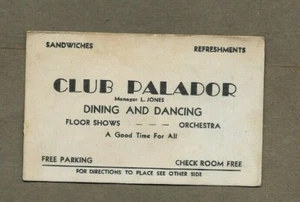 SANDWICHES REFRESHMENTS
CLUB PALADOR
Manager L. JONES
DINING AND DANCING
FLOOR SHOWS — — — ORCHESTRA
A Good Time For All
FREE PARKING CHECK ROOM FREE
FOR DIRECTIONS TO PLACE SEE OTHER SIDE